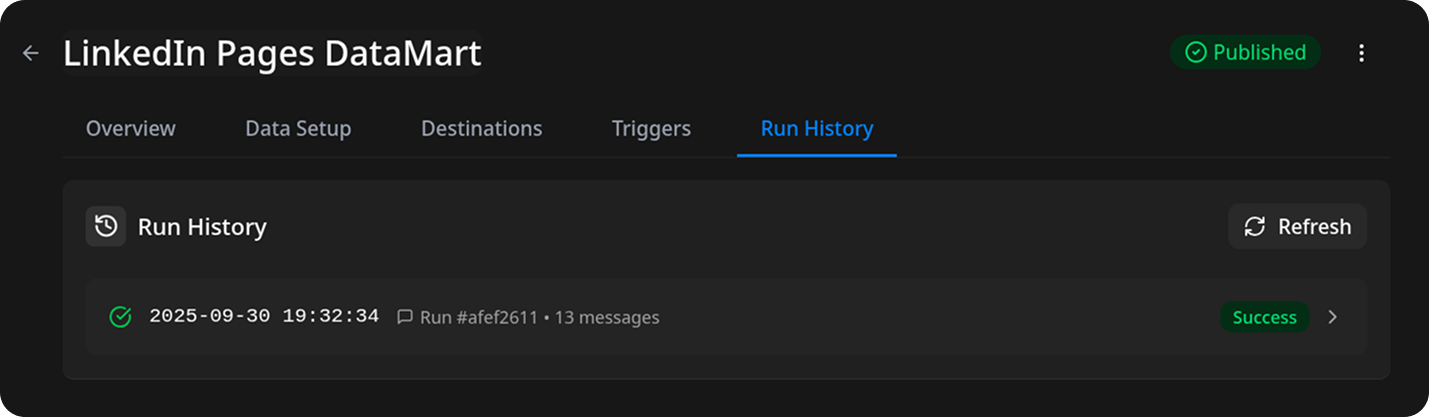 LinkedIn Pages DataMart
Published
Overview Data Setup Destinations Triggers Run History
Run History
Refresh
2025-09-30 19:32:34 Run #afef2611 • 13 messages Success